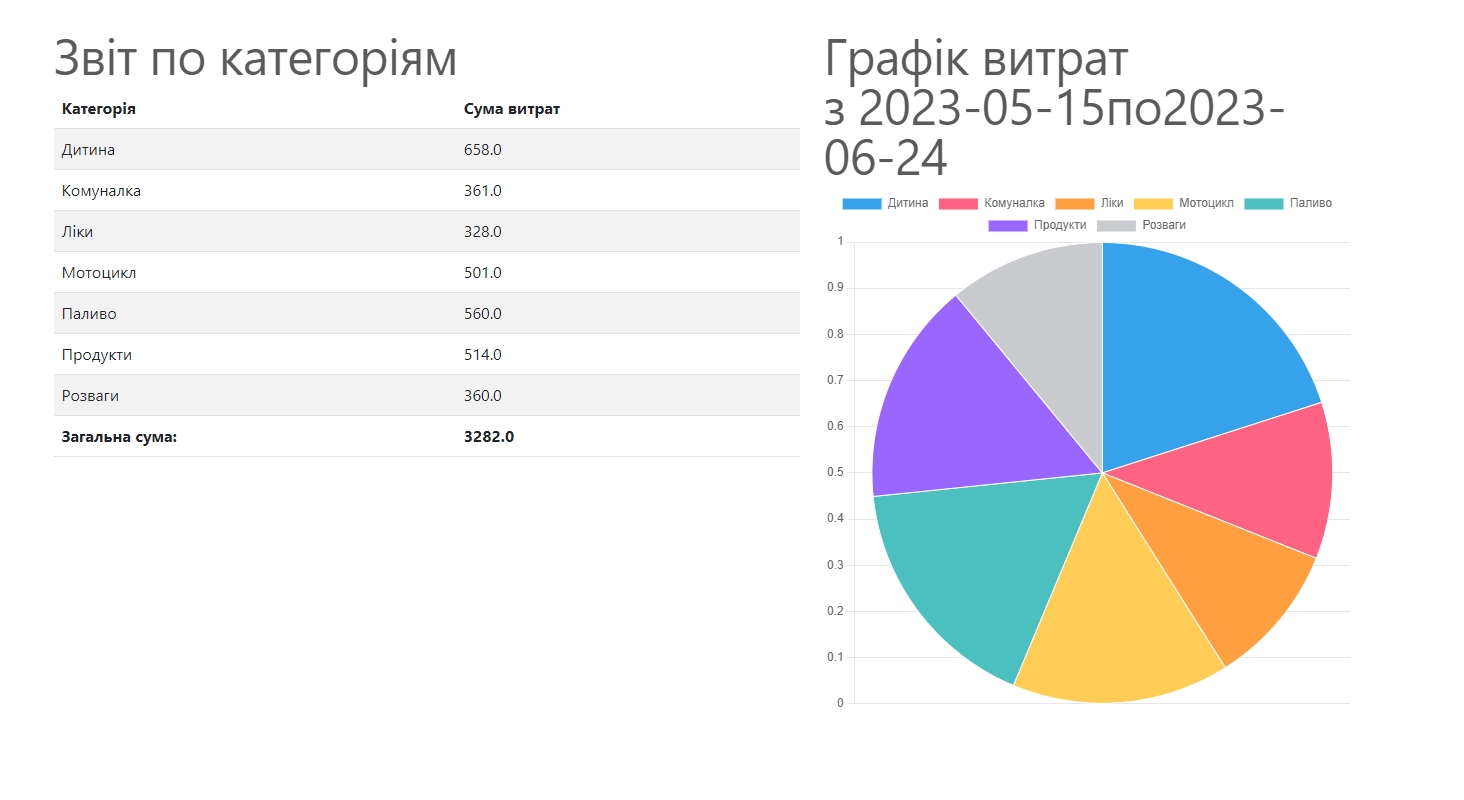 Звіт по категоріям
Категорія Сума витрат
Дитина 658.0
Комуналка 361.0
Ліки 328.0
Мотоцикл 501.0
Паливо 560.0
Продукти 514.0
Розваги 360.0
Загальна сума: 3282.0
Графік витрат
з 2023-05-15по2023-
06-24
Дитина Комуналка Ліки Мотоцикл Паливо
Продукти Розваги
1
0.9
0.8
0.7
0.6
0.5
0.4
0.3
0.2
0.1
0